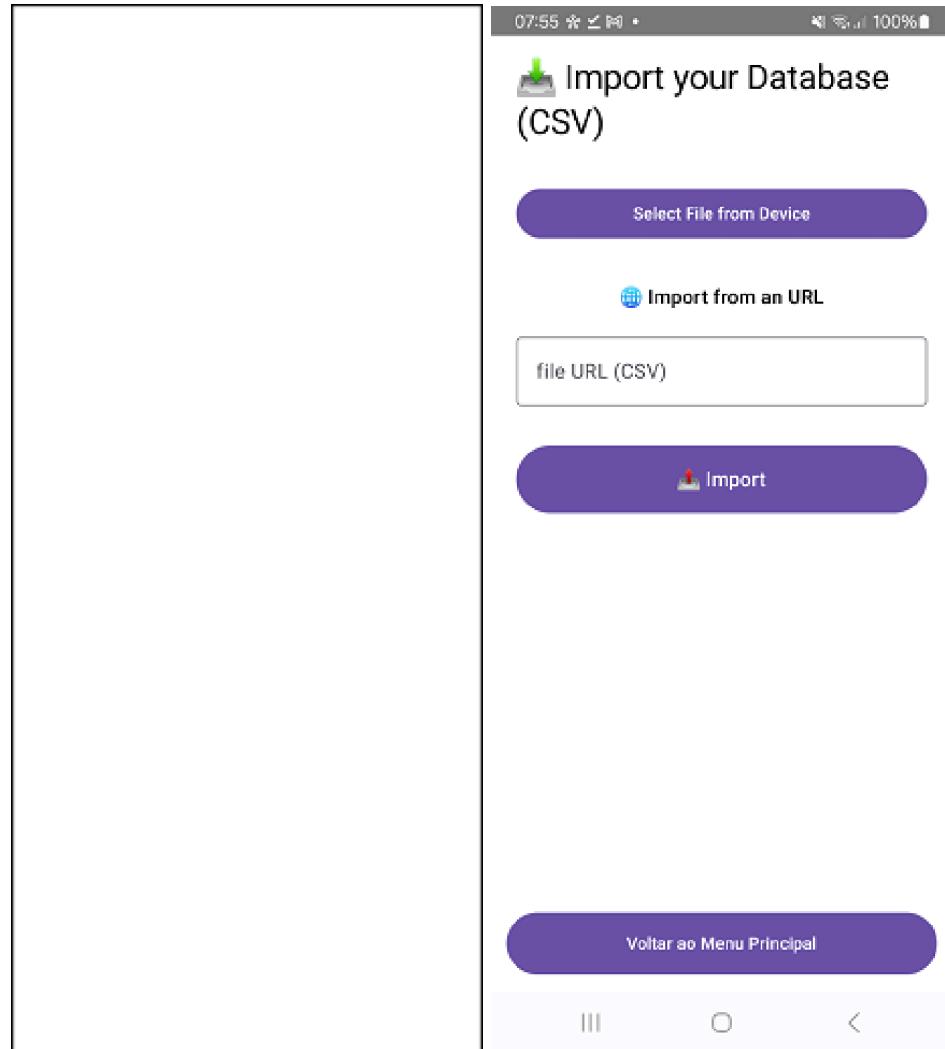 07:55 100%
Import your Database
(CSV)
Select File from Device
Import from an URL
file URL (CSV)
Import
Voltar ao Menu Principal